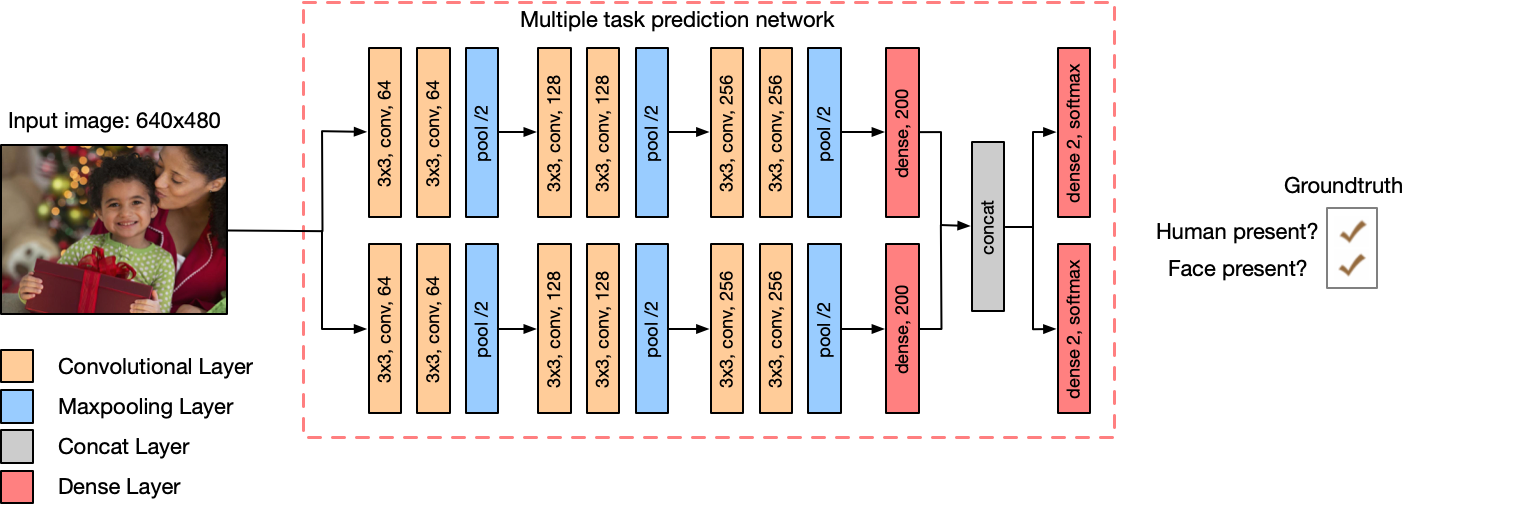 Multiple task prediction network
Input image: 640x480
3x3, conv, 64
3x3, conv, 64
pool /2
3x3, conv, 128
3x3, conv, 128
pool /2
3x3, conv, 256
3x3, conv, 256
pool /2
dense, 200
3x3, conv, 64
3x3, conv, 64
pool /2
3x3, conv, 128
3x3, conv, 128
pool /2
3x3, conv, 256
3x3, conv, 256
pool /2
dense, 200
concat
dense 2, softmax
dense 2, softmax
Groundtruth
Human present?
Face present?
Convolutional Layer
Maxpooling Layer
Concat Layer
Dense Layer